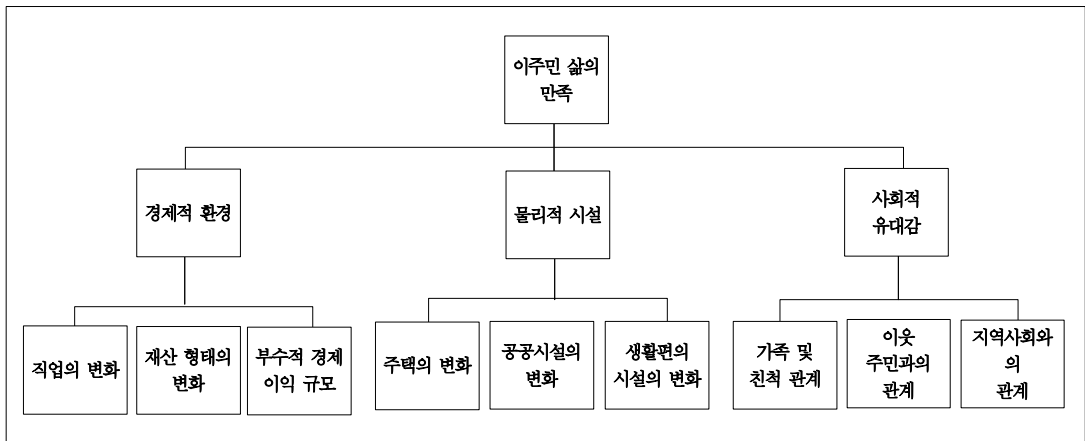 이주민 삶의
만족
경제적 환경
물리적 시설
사회적
유대감
직업의 변화
재산 형태의
변화
부수적 경제
이익 규모
주택의 변화
공공시설의
변화
생활편의
시설의 변화
가족 및
친척 관계
이웃
주민과의
관계
지역사회와
의
관계